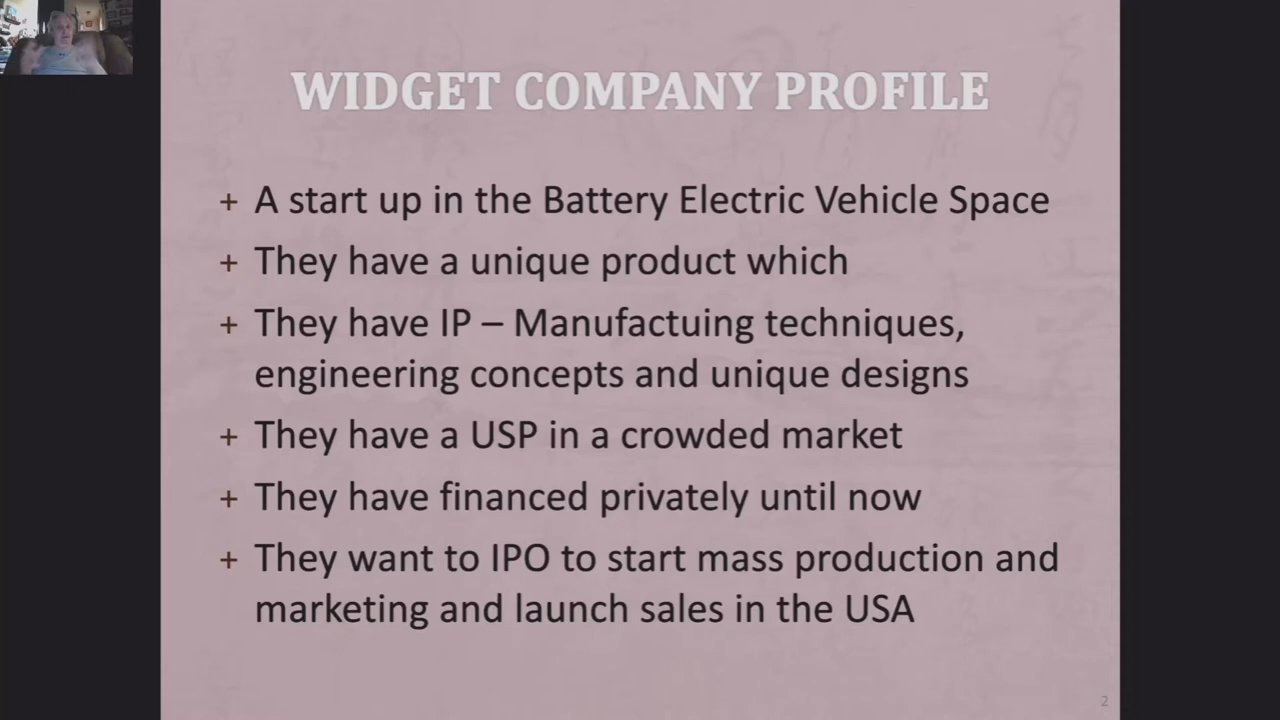 WIDGET COMPANY PROFILE
+ A start up in the Battery Electric Vehicle Space
+ They have a unique product which
+ They have IP – Manufactuing techniques,
engineering concepts and unique designs
+ They have a USP in a crowded market
+ They have financed privately until now
+ They want to IPO to start mass production and
marketing and launch sales in the USA
2